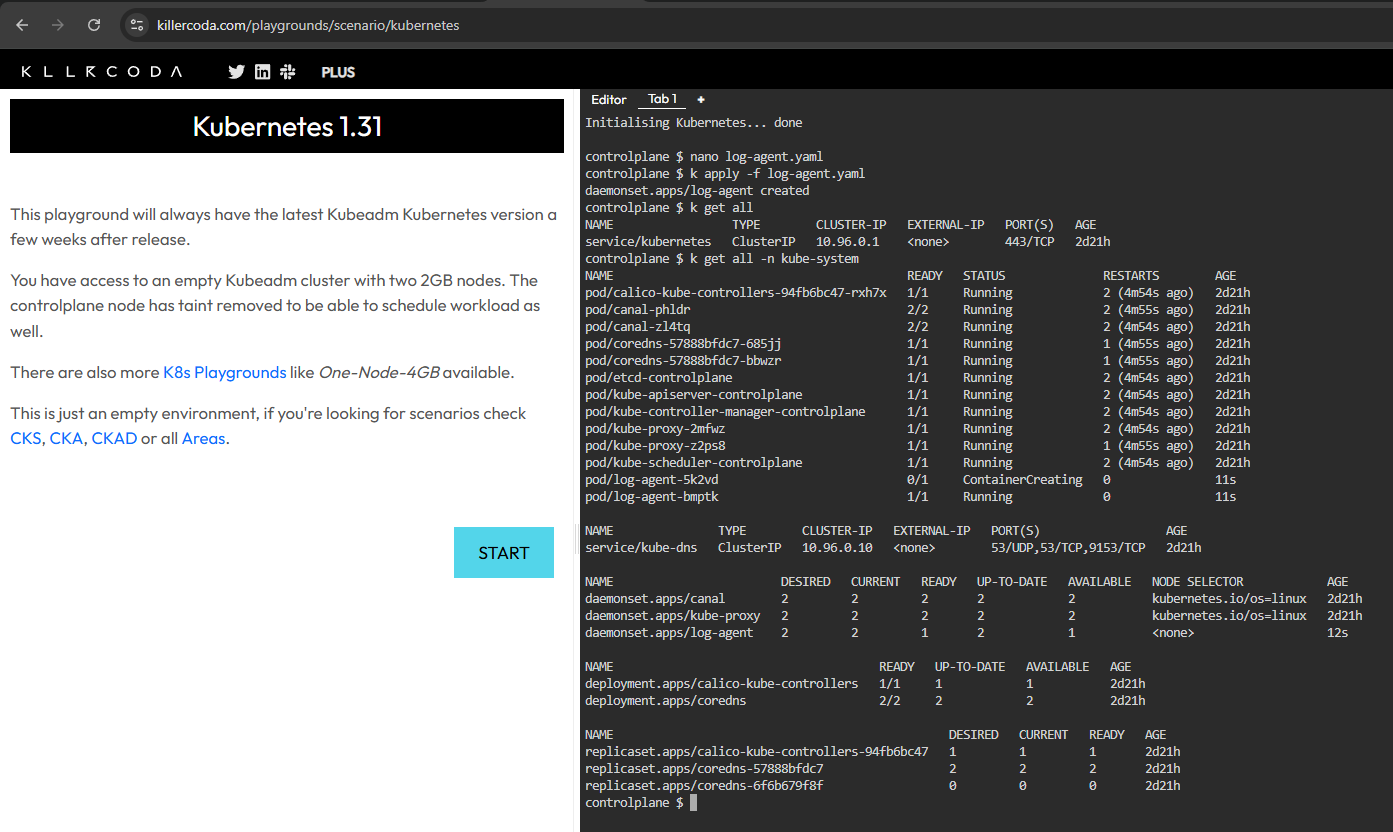 killercoda.com/playgrounds/scenario/kubernetes
KLLRCODA PLUS
Kubernetes 1.31
This playground will always have the latest Kubeadm Kubernetes version a
few weeks after release.
You have access to an empty Kubeadm cluster with two 2GB nodes. The
controlplane node has taint removed to be able to schedule workload as
well.
There are also more K8s Playgrounds like One-Node-4GB available.
This is just an empty environment, if you're looking for scenarios check
CKS, CKA, CKAD or all Areas.
START
Editor Tab 1 +
Initialising Kubernetes... done
controlplane $ nano log-agent.yaml
controlplane $ k apply -f log-agent.yaml
daemonset.apps/log-agent created
controlplane $ k get all
NAME TYPE CLUSTER-IP EXTERNAL-IP PORT(S) AGE
service/kubernetes ClusterIP 10.96.0.1 <none> 443/TCP 2d21h
controlplane $ k get all -n kube-system
NAME READY STATUS RESTARTS AGE
pod/calico-kube-controllers-94fb6bc47-rxh7x 1/1 Running 2 (4m54s ago) 2d21h
pod/canal-phldr 2/2 Running 2 (4m55s ago) 2d21h
pod/canal-zl4tq 2/2 Running 2 (4m54s ago) 2d21h
pod/coredns-57888bfdc7-685jj 1/1 Running 1 (4m55s ago) 2d21h
pod/coredns-57888bfdc7-bbwzr 1/1 Running 1 (4m55s ago) 2d21h
pod/etcd-controlplane 1/1 Running 2 (4m54s ago) 2d21h
pod/kube-apiserver-controlplane 1/1 Running 2 (4m54s ago) 2d21h
pod/kube-controller-manager-controlplane 1/1 Running 2 (4m54s ago) 2d21h
pod/kube-proxy-2mfwz 1/1 Running 2 (4m54s ago) 2d21h
pod/kube-proxy-z2ps8 1/1 Running 1 (4m55s ago) 2d21h
pod/kube-scheduler-controlplane 1/1 Running 2 (4m54s ago) 2d21h
pod/log-agent-5k2vd 0/1 ContainerCreating 0 11s
pod/log-agent-bmptk 1/1 Running 0 11s
NAME TYPE CLUSTER-IP EXTERNAL-IP PORT(S) AGE
service/kube-dns ClusterIP 10.96.0.10 <none> 53/UDP,53/TCP,9153/TCP 2d21h
NAME DESIRED CURRENT READY UP-TO-DATE AVAILABLE NODE SELECTOR AGE
daemonset.apps/canal 2 2 2 2 2 kubernetes.io/os=linux 2d21h
daemonset.apps/kube-proxy 2 2 2 2 2 kubernetes.io/os=linux 2d21h
daemonset.apps/log-agent 2 2 1 2 1 <none> 12s
NAME READY UP-TO-DATE AVAILABLE AGE
deployment.apps/calico-kube-controllers 1/1 1 1 2d21h
deployment.apps/coredns 2/2 2 2 2d21h
NAME DESIRED CURRENT READY AGE
replicaset.apps/calico-kube-controllers-94fb6bc47 1 1 1 2d21h
replicaset.apps/coredns-57888bfdc7 2 2 2 2d21h
replicaset.apps/coredns-6f6b679f8f 0 0 0 2d21h
controlplane $